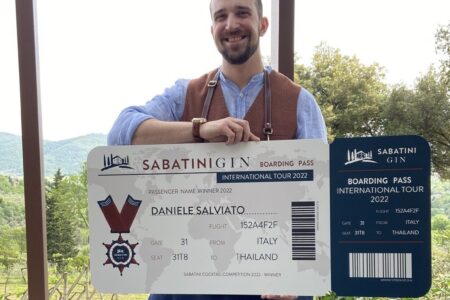 SABATINI GIN BOARDING PASS
INTERNATIONAL TOUR 2022
PASSENGER NAME WINNER 2022
DANIELE SALVIATO
FLIGHT 152A4F2F
GATE 31 FROM ITALY
SEAT 31T8 TO THAILAND
SABATINI COCKTAIL COMPETITION 2022 - WINNER
SABATINI
GIN
BOARDING PASS
INTERNATIONAL TOUR
2022
FLIGHT 152A4F2F
GATE 31 FROM ITALY
SEAT 31T8 TO THAILAND